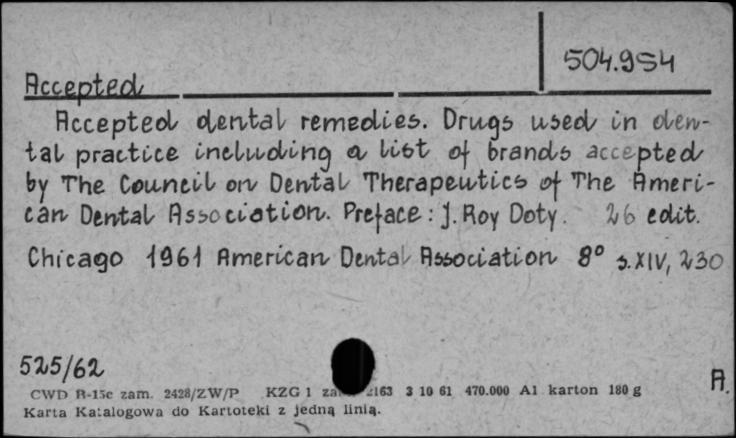 504.954
Accepted
Accepted dental remedies. Drugs used in den-
tal practice including a list of brands accepted
by The Council on Dental Therapeutics of The Ameri-
can Dental Association. Preface: J. Roy Doty. 26 edit.
Chicago 1961 American Dental Association 8° s. XIV, 230
525/62
A.
CWD R-15c zam. 2428/ZW/P KZG 1 2163 3 10 61 470.000 A1 karton 180 g
Karta Katalogowa do Kartoteki z jedną linią.